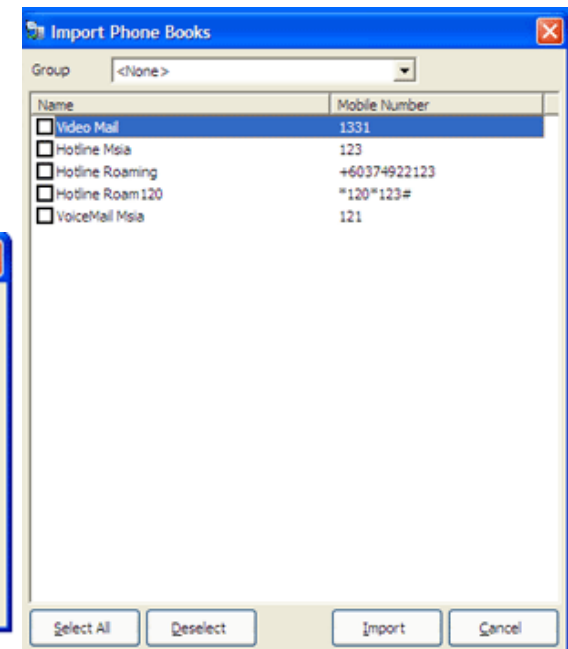 Import Phone Books
Group <None>
Name Mobile Number
Video Mail 1331
Hotline Msia 123
Hotline Roaming +60374922123
Hotline Roam120 *120*123#
VoiceMail Msia 121
Select All Deselect Import Cancel